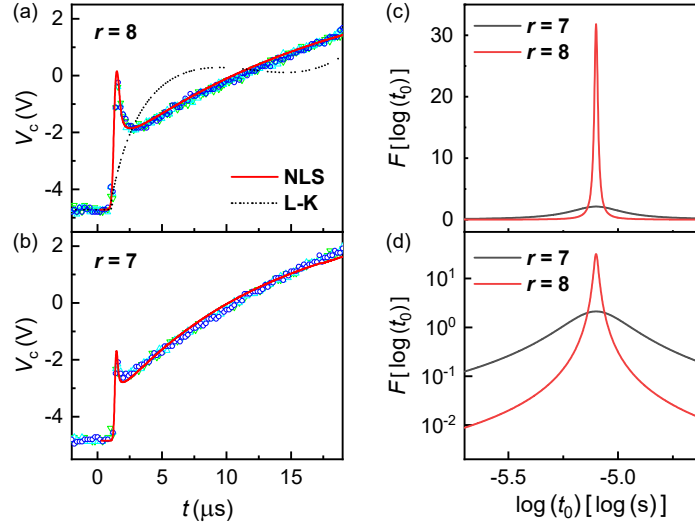 (a)
r = 8
2
0
-2
-4
V_c (V)
NLS
L-K
(b)
r = 7
2
0
-2
-4
V_c (V)
0
5
10
15
t (μs)
(c)
r = 7
r = 8
30
20
10
0
F [log (t_0)]
(d)
r = 7
r = 8
10^1
10^0
10^-1
10^-2
F [log (t_0)]
-5.5
-5.0
log (t_0) [log (s)]